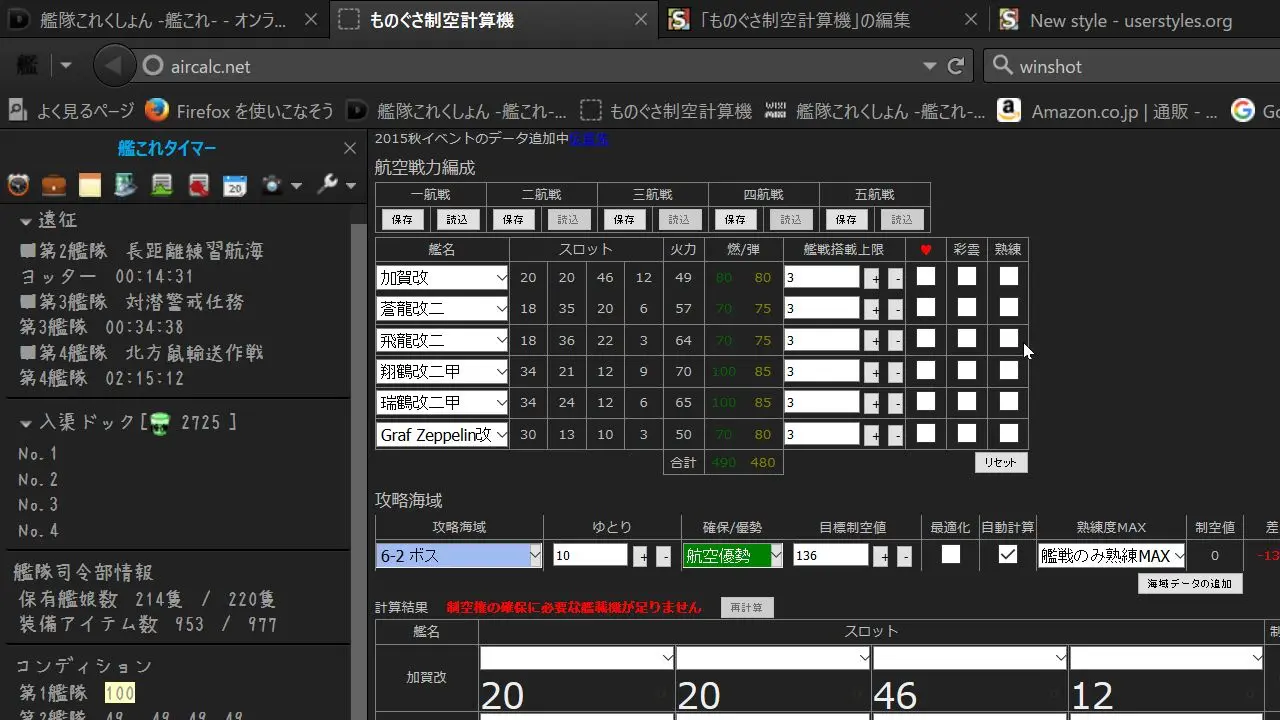 艦隊これくしょん -艦これ- - オンラ...
ものぐさ制空計算機
「ものぐさ制空計算機」の編集
New style - userstyles.org
aircalc.net
winshot
よく見るページ
Firefox を使いこなそう
艦隊これくしょん -艦これ-...
ものぐさ制空計算機
艦隊これくしょん -艦これ-...
Amazon.co.jp | 通販 - ...
艦これタイマー
遠征
■第2艦隊 長距離練習航海
ヨッター 00:14:31
■第3艦隊 対潜警戒任務
第3艦隊 00:34:38
■第4艦隊 北方鼠輸送作戦
第4艦隊 02:15:12
入渠ドック[ 2725 ]
No.1
No.2
No.3
No.4
艦隊司令部情報
保有艦娘数 214隻 / 220隻
装備アイテム数 953 / 977
コンディション
第1艦隊 100
第2艦隊 49 49 49 49
2015秋イベントのデータ追加中
航空戦力編成
一航戦 二航戦 三航戦 四航戦 五航戦
保存 読込 保存 読込 保存 読込 保存 読込 保存 読込
艦名 スロット 火力 燃/弾 艦戦搭載上限 ♥ 彩雲 熟練
加賀改 20 20 46 12 49 80 80 3 + -
蒼龍改二 18 35 20 6 57 70 75 3 + -
飛龍改二 18 36 22 3 64 70 75 3 + -
翔鶴改二甲 34 21 12 9 70 100 85 3 + -
瑞鶴改二甲 34 24 12 6 65 100 85 3 + -
Graf Zeppelin改 30 13 10 3 50 70 80 3 + -
合計 490 480 リセット
攻略海域
攻略海域 ゆとり 確保/優勢 目標制空値 最適化 自動計算 熟練度MAX 制空値 差
6-2 ボス 10 + - 航空優勢 136 + - 艦戦のみ熟練MAX 0 -13
海域データの追加
計算結果 制空権の確保に必要な艦載機が足りません 再計算
艦名 スロット 制
加賀改
20 20 46 12